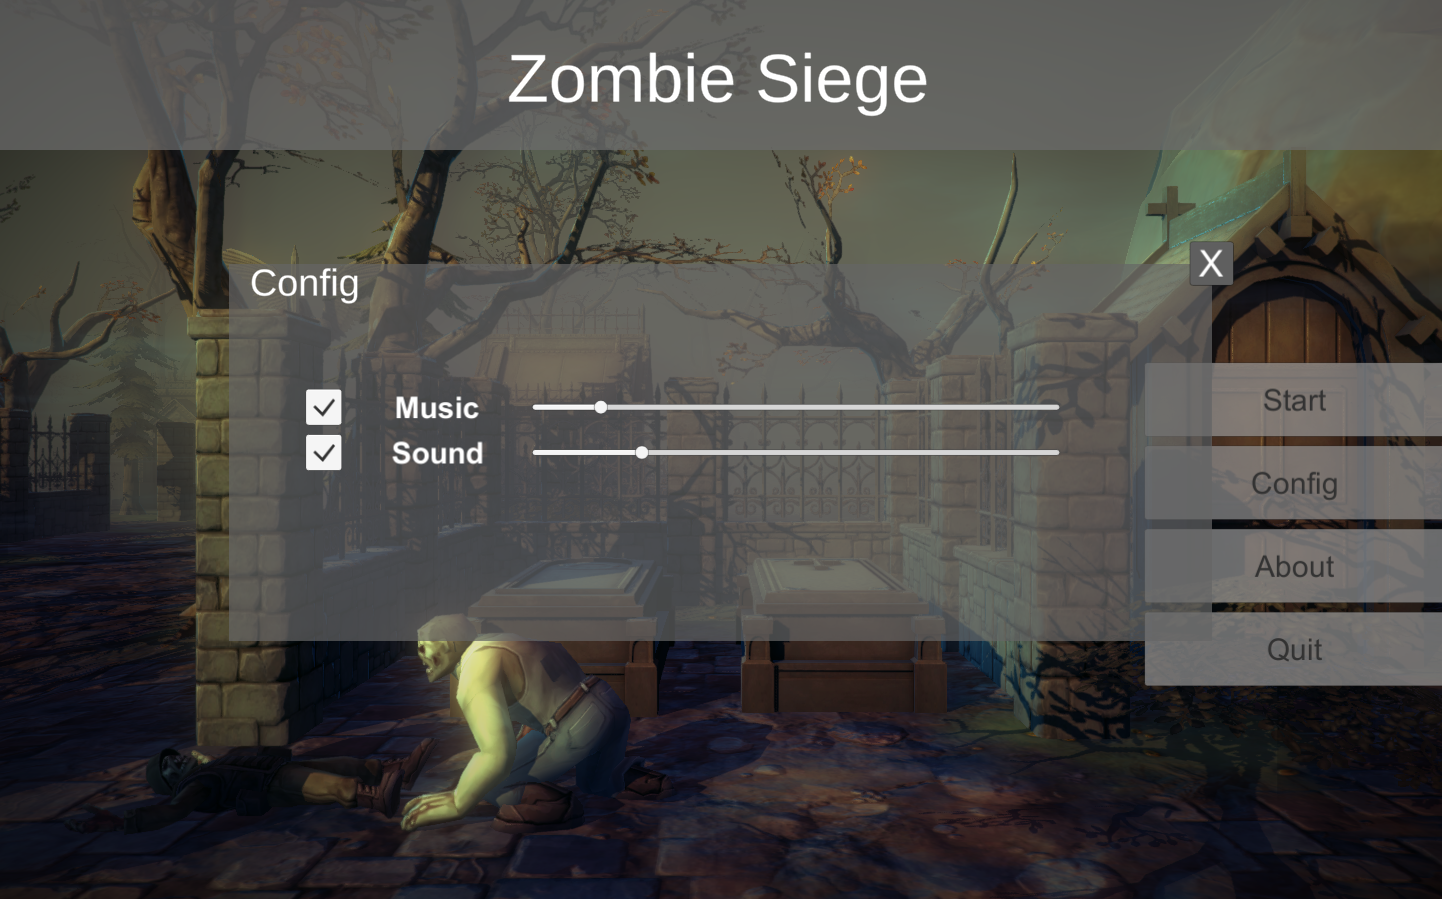 Zombie Siege
Config
X
Music
Sound
Start
Config
About
Quit